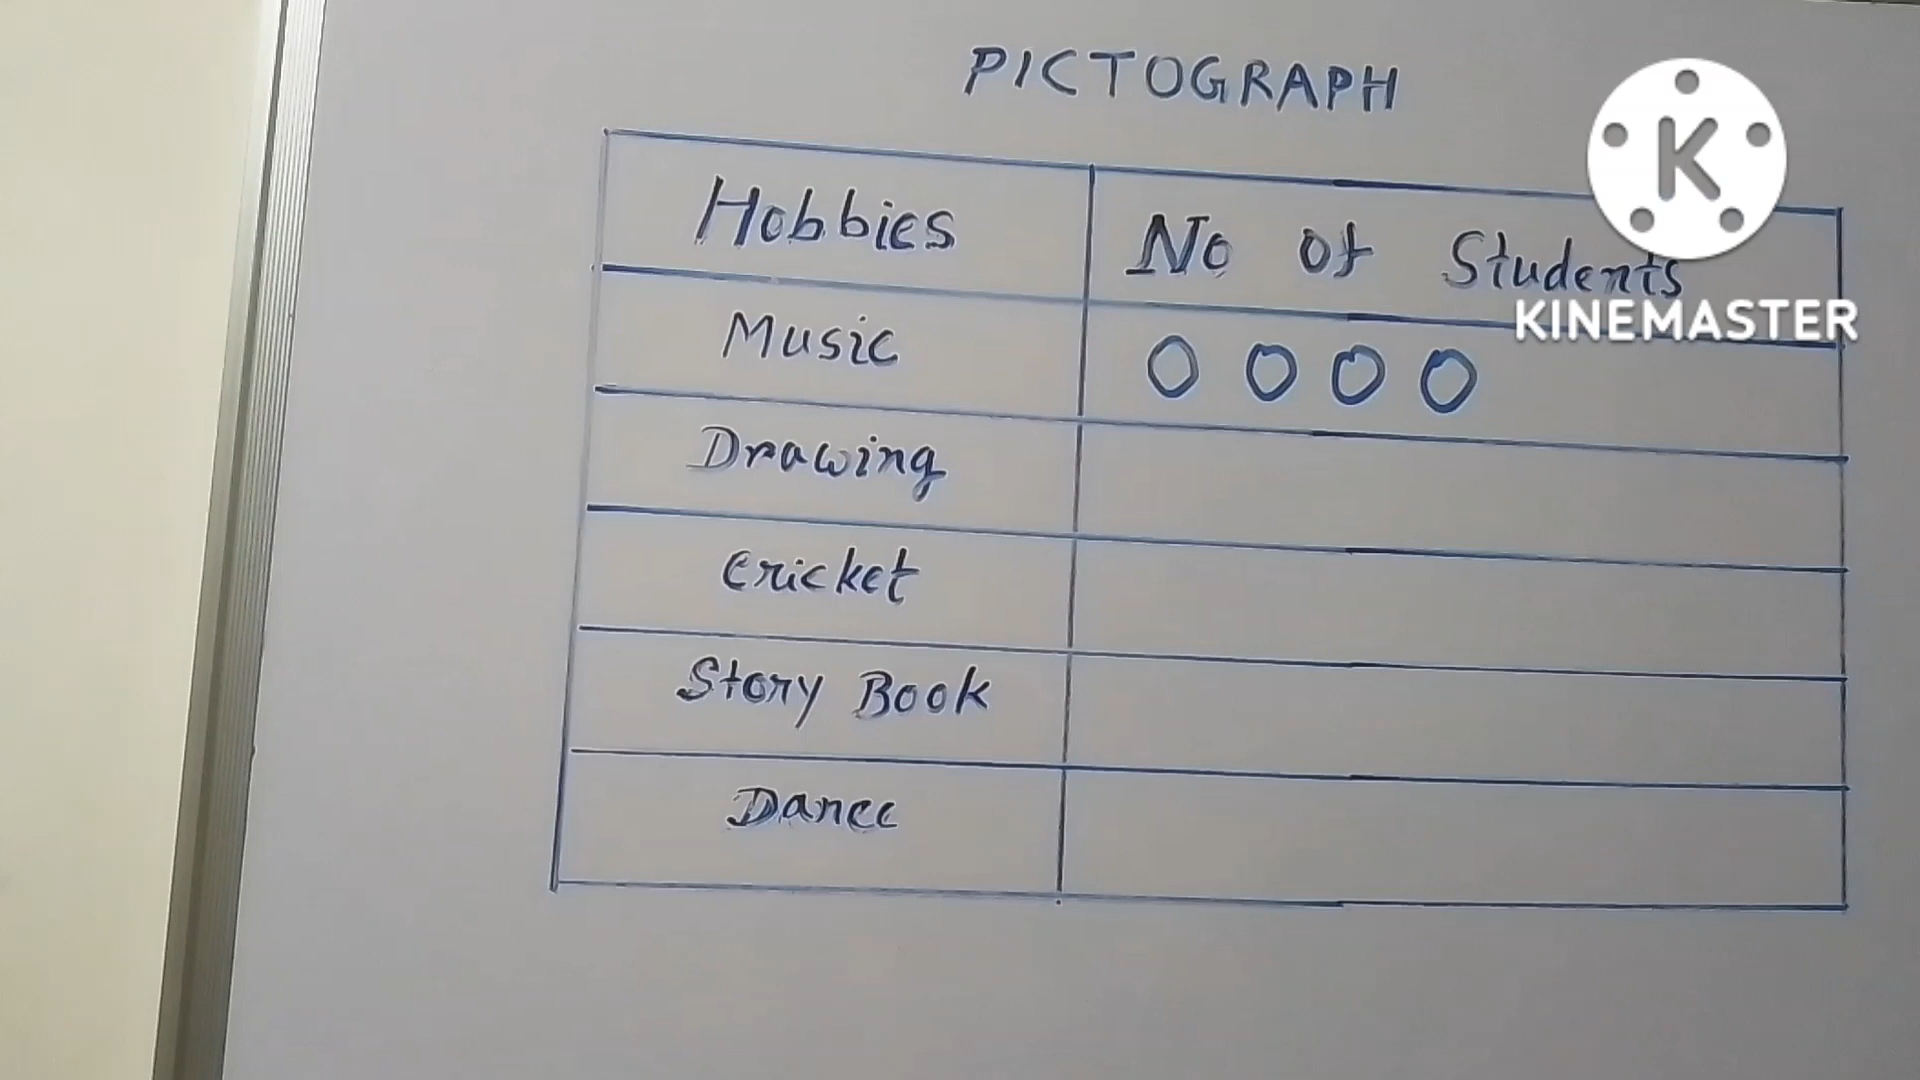 PICTOGRAPH
Hobbies No of Students
K
KINEMASTER
Music O O O O
Drawing
Cricket
Story Book
Dance